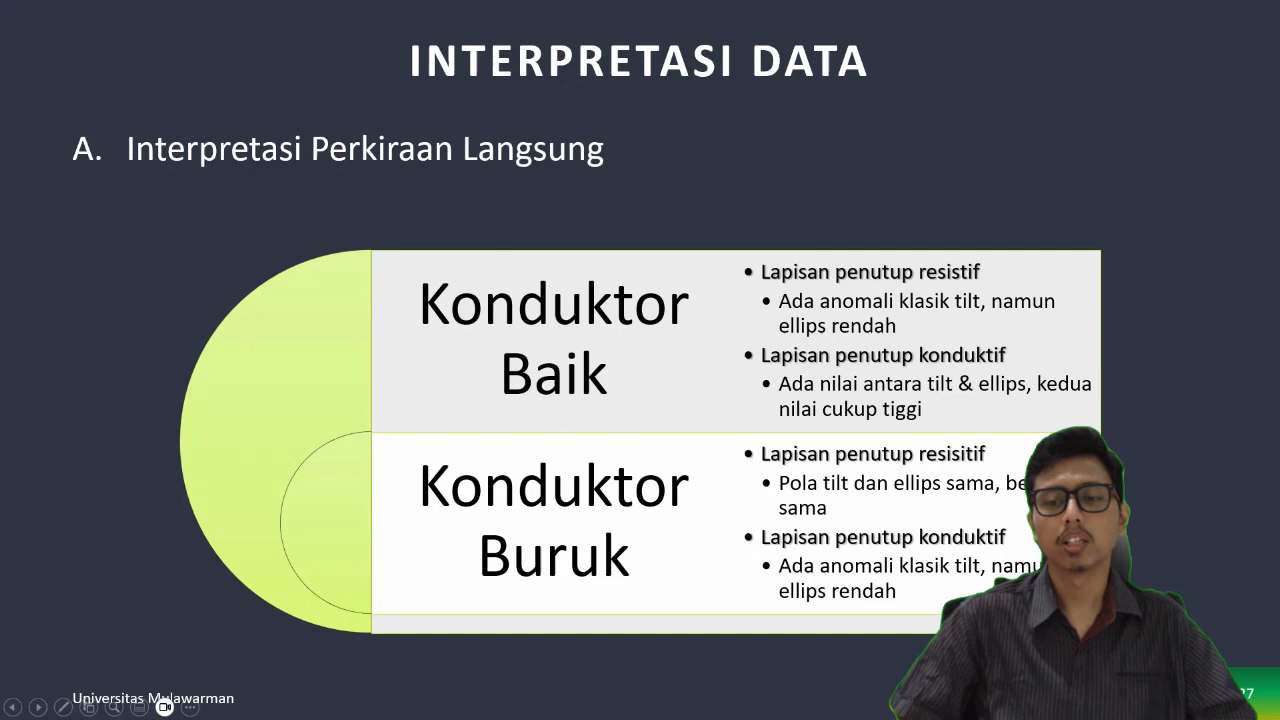 INTERPRETASI DATA
A. Interpretasi Perkiraan Langsung
Konduktor
Baik
• Lapisan penutup resistif
• Ada anomali klasik tilt, namun
ellips rendah
• Lapisan penutup konduktif
• Ada nilai antara tilt & ellips, kedua
nilai cukup tiggi
Konduktor
Buruk
• Lapisan penutup resisitif
• Pola tilt dan ellips sama,
sama
• Lapisan penutup konduktif
• Ada anomali klasik tilt,
ellips rendah
Universitas Mulawarman
27